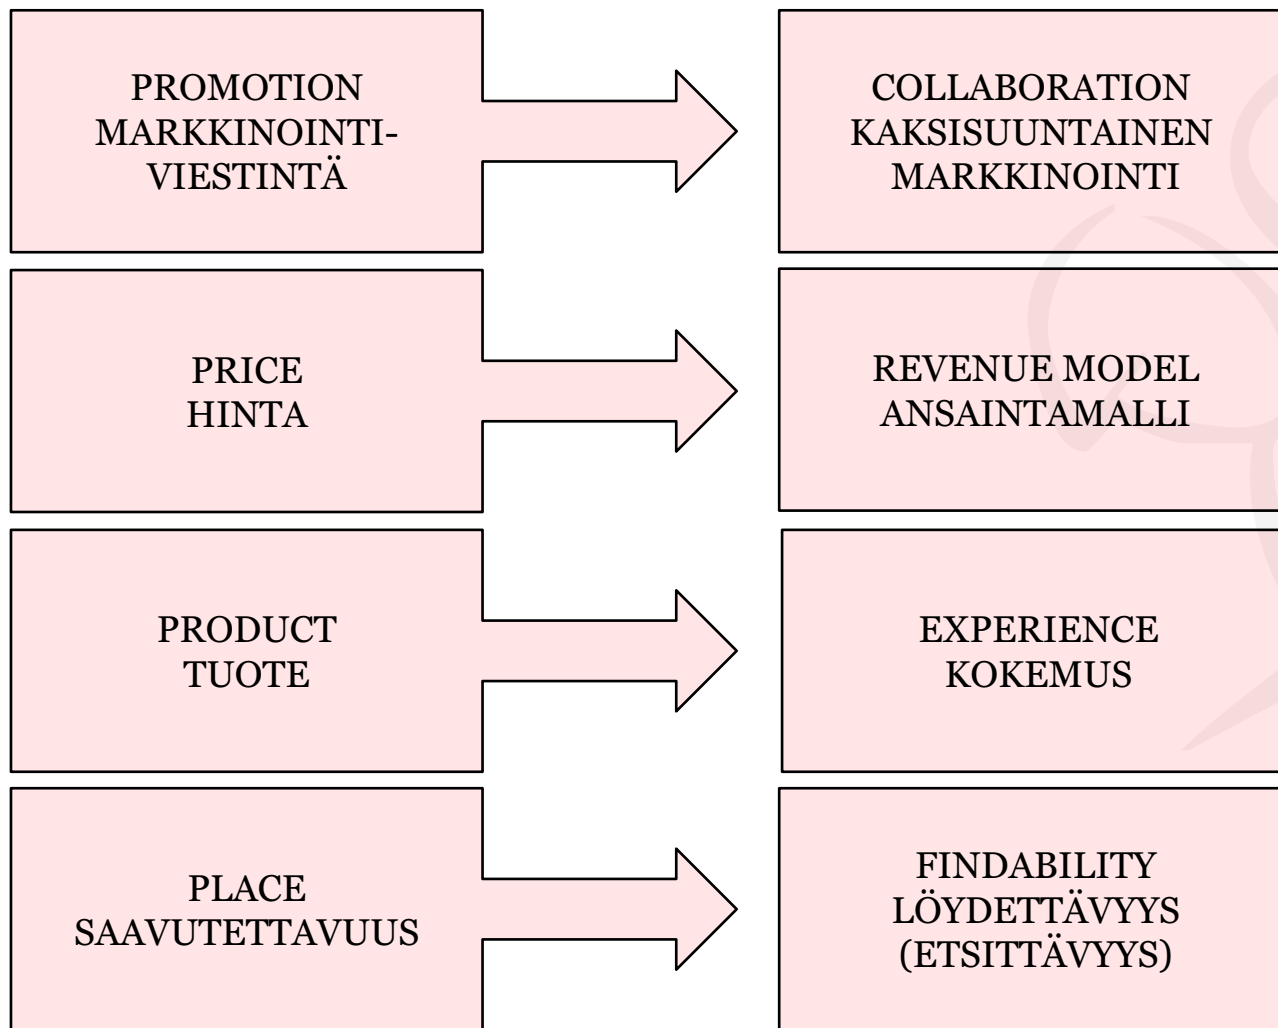 PROMOTION
MARKKINOINTI-
VIESTINTÄ
COLLABORATION
KAKSISUUNTAINEN
MARKKINOINTI
PRICE
HINTA
REVENUE MODEL
ANSAINTAMALLI
PRODUCT
TUOTE
EXPERIENCE
KOKEMUS
PLACE
SAAVUTETTAVUUS
FINDABILITY
LÖYDETTÄVYYS
(ETSITTÄVYYS)